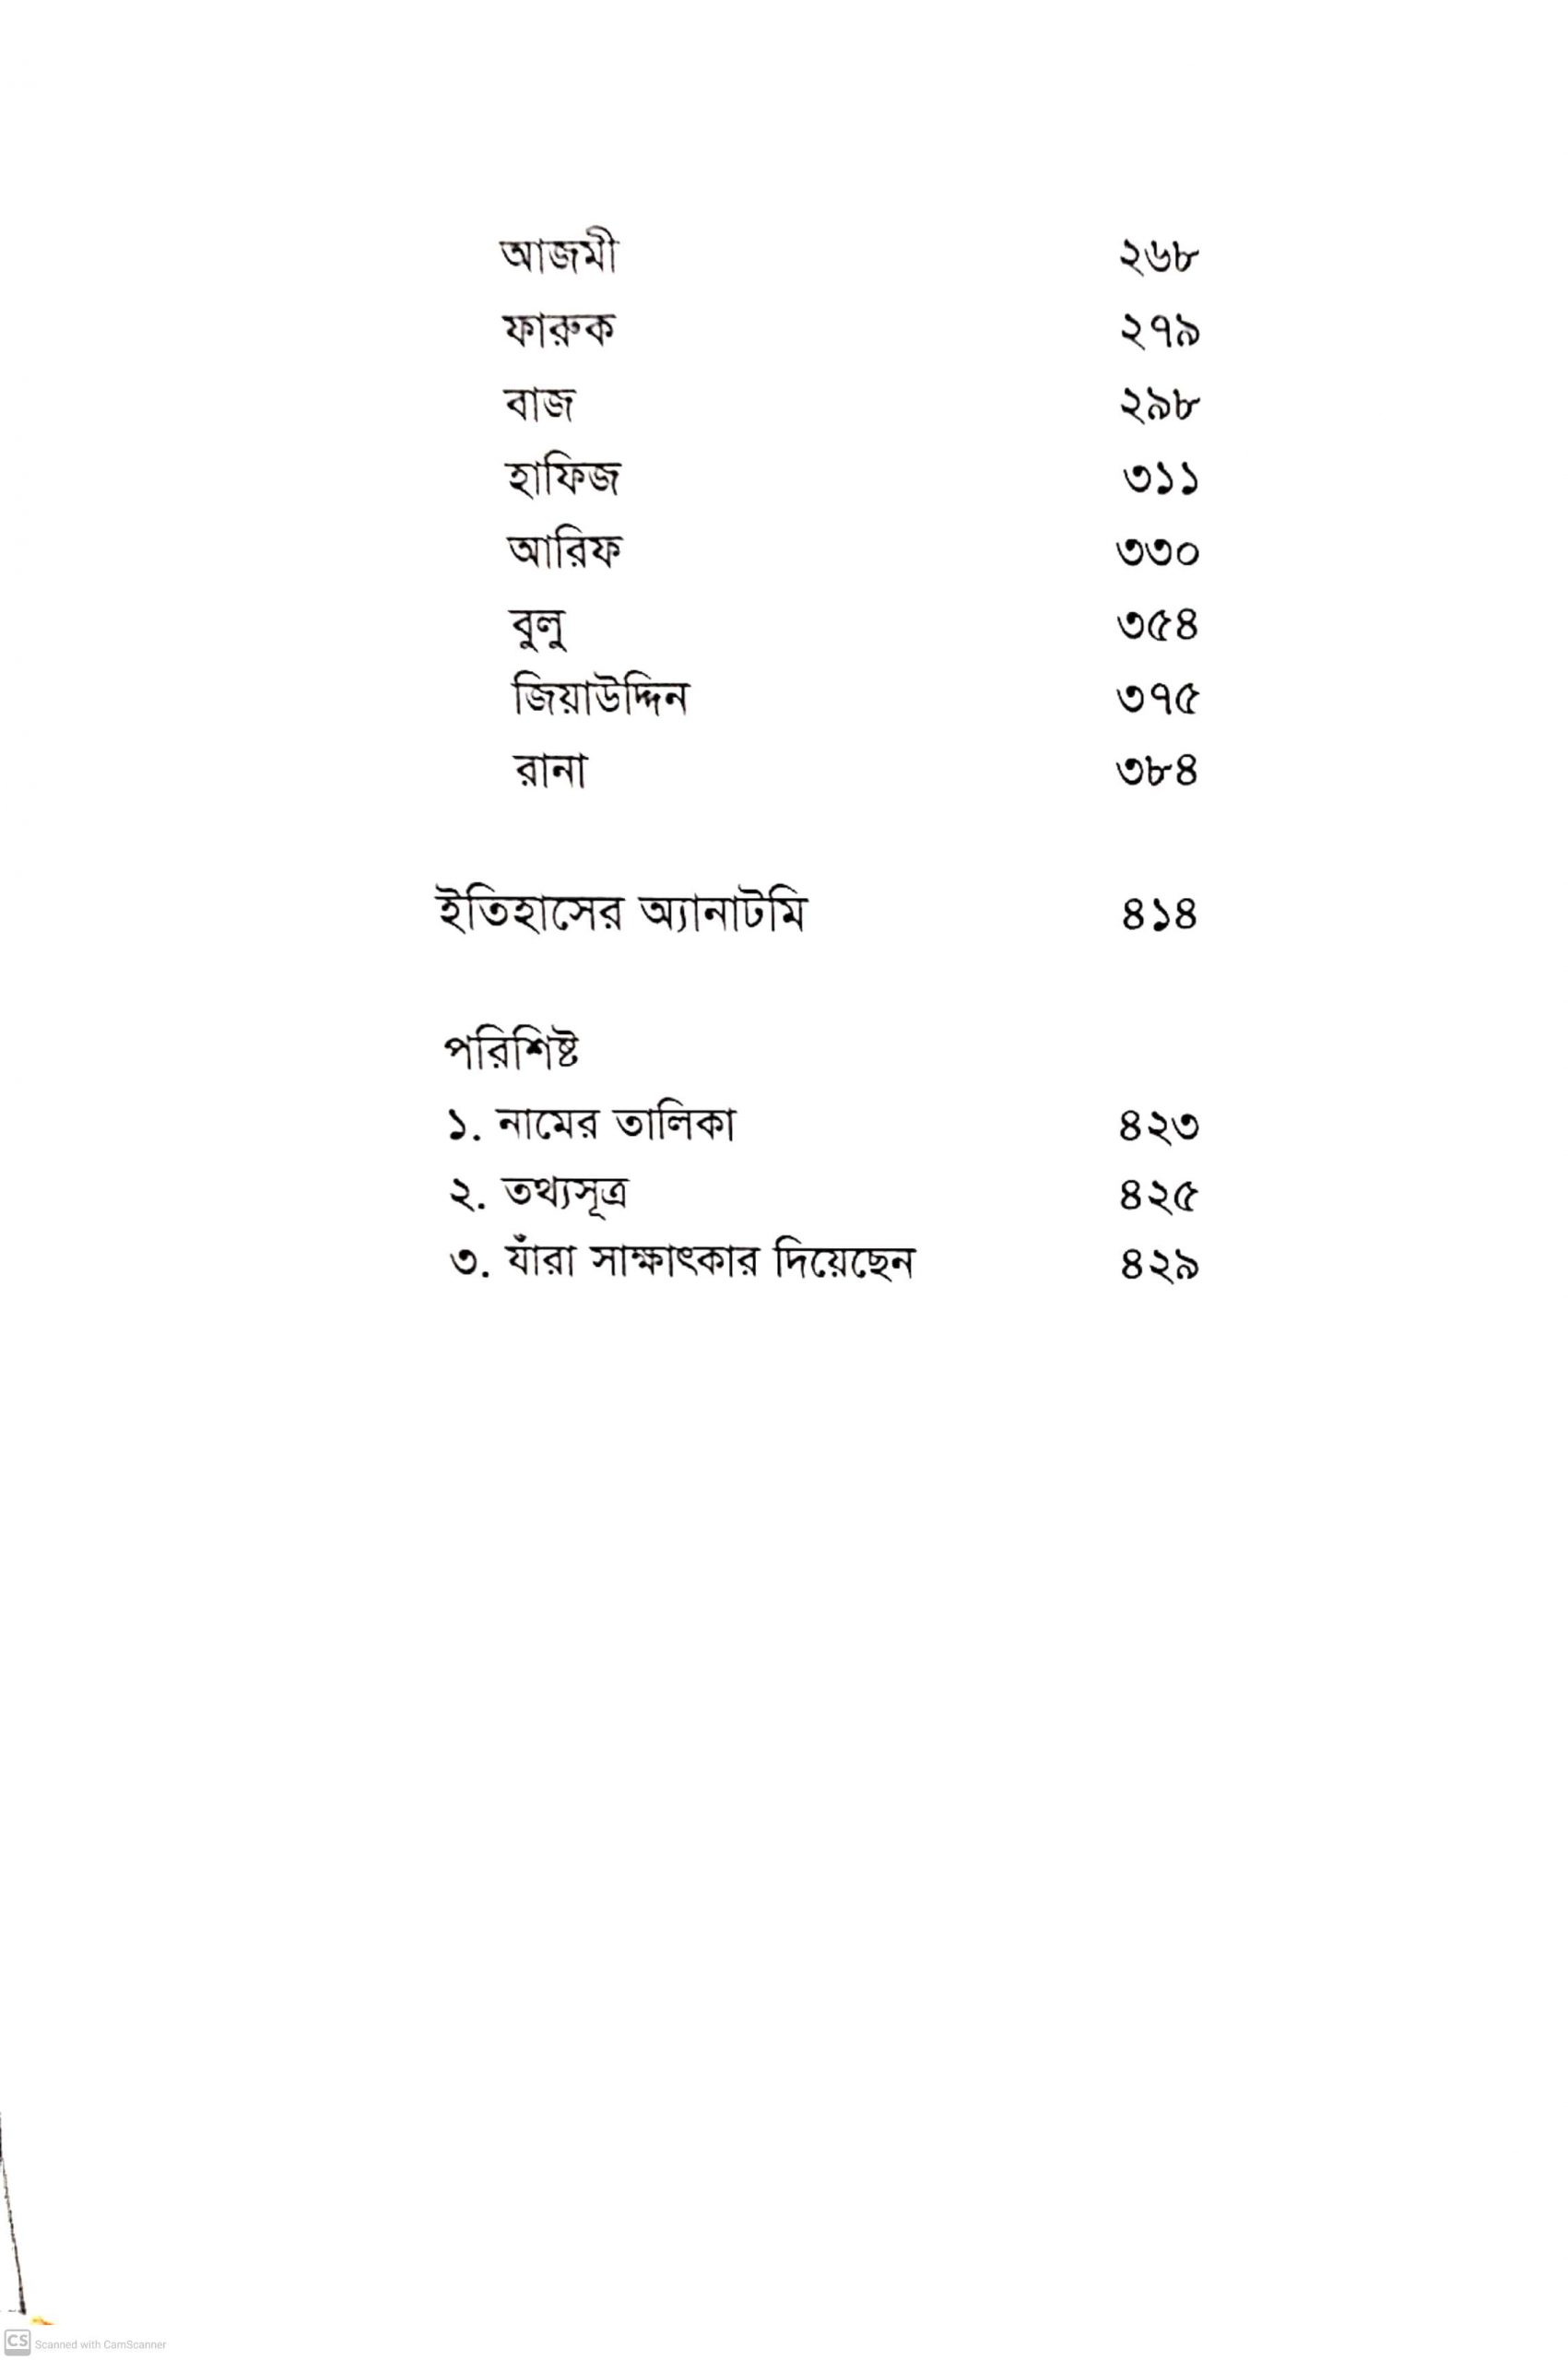 আজমী ২৬৮
ফারুক ২৭৯
বাজ ২৯৮
হাফিজ ৩১১
আরিফ ৩৩০
বুলু ৩৫৪
জিয়াউদ্দিন ৩৭৫
রানা ৩৮৪
ইতিহাসের অ্যানাটমি ৪১৪
পরিশিষ্ট
১. নামের তালিকা ৪২৩
২. তথ্যসূত্র ৪২৫
৩. যাঁরা সাক্ষাৎকার দিয়েছেন ৪২৯
CS Scanned with CamScanner